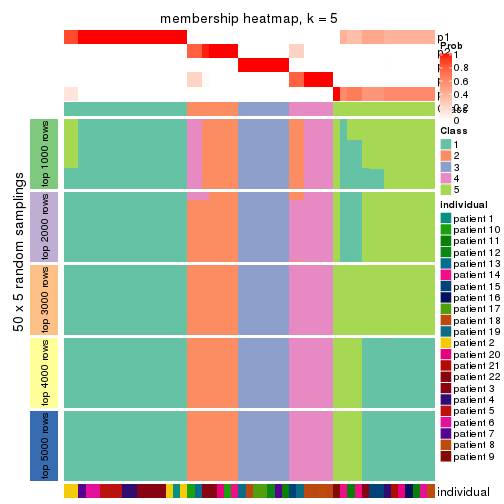 membership heatmap, k = 5
p1
Prob
1
0.8
0.6
0.4
0.2
0
Class
1
2
3
4
5
individual
patient 1
patient 10
patient 11
patient 12
patient 13
patient 14
patient 15
patient 16
patient 17
patient 18
patient 19
patient 2
patient 20
patient 21
patient 22
patient 3
patient 4
patient 5
patient 6
patient 7
patient 8
patient 9
50 x 5 random samplings
top 1000 rows
top 2000 rows
top 3000 rows
top 4000 rows
top 5000 rows
individual